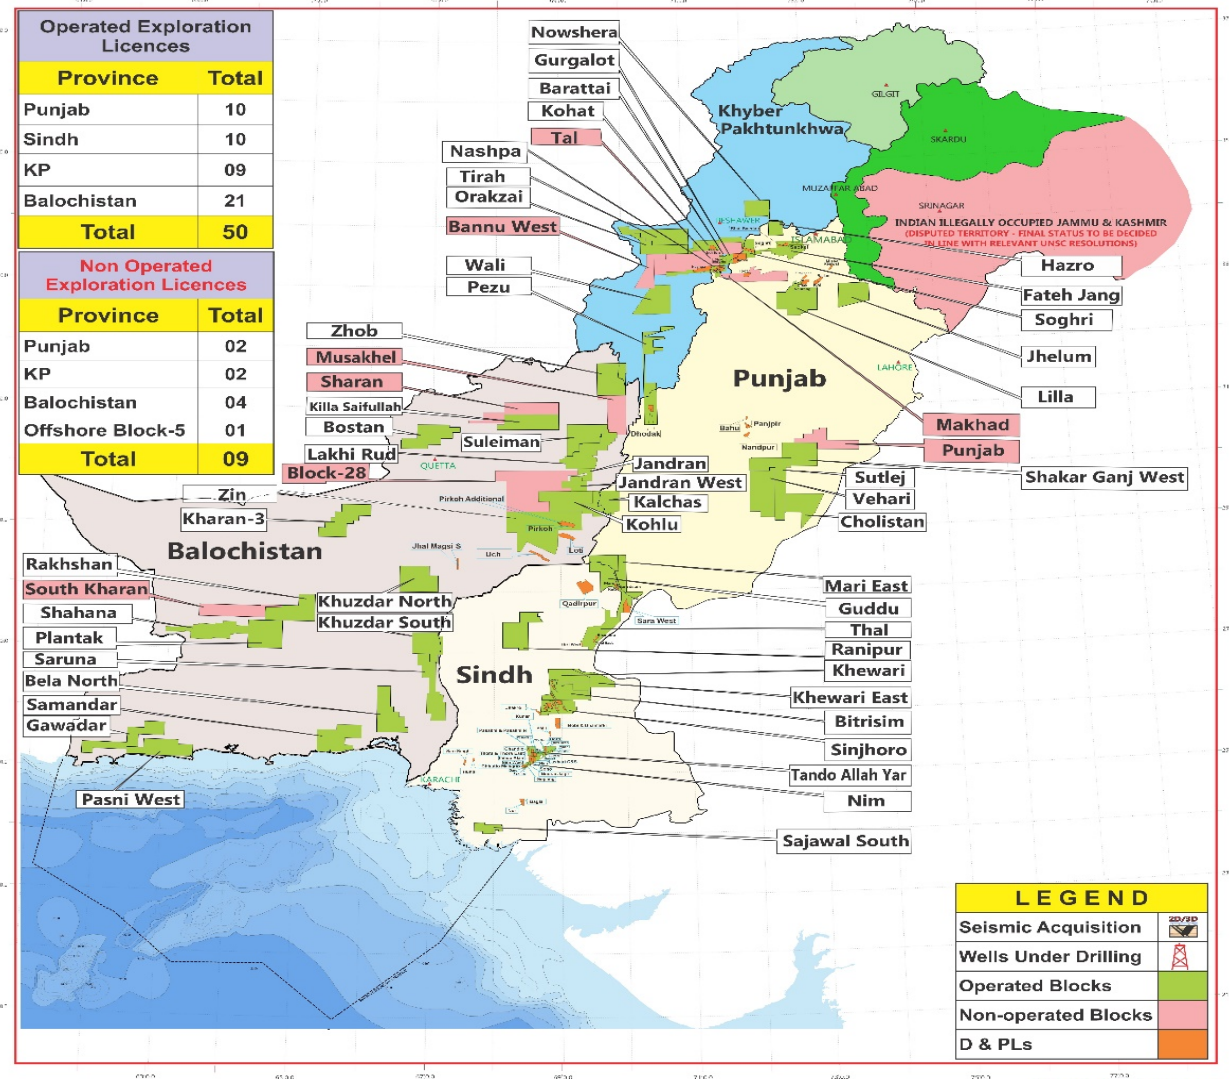 Operated Exploration
Licences
Province Total
Punjab 10
Sindh 10
KP 09
Balochistan 21
Total 50
Non Operated
Exploration Licences
Province Total
Punjab 02
KP 02
Balochistan 04
Offshore Block-5 01
Total 09
Nowshera
Gurgalot
Barattai
Kohat
Tal
Nashpa
Tirah
Orakzai
Bannu West
Wali
Pezu
Zhob
Musakhel
Sharan
Killa Saifullah
Bostan
Suleiman
Lakhi Rud
Block-28
Zin
Kharan-3
Khyber
Pakhtunkhwa
GILGIT
SKARDU
SRINAGAR
INDIAN ILLEGALLY OCCUPIED JAMMU & KASHMIR
(DISPUTED TERRITORY - FINAL STATUS TO BE DECIDED
IN LINE WITH RELEVANT UNSC RESOLUTIONS)
ISLAMABAD
Hazro
Fateh Jang
Soghri
Jhelum
Lilla
Makhad
Punjab
Shakar Ganj West
Sutlej
Vehari
Cholistan
Punjab
LAHORE
Dhodak
Bahu
Panjpir
Nandpur
QUETTA
Jandran
Jandran West
Kalchas
Kohlu
Pirkoh Additional
Pirkoh
Loti
Uch
Jhal Magsi S
Balochistan
Rakhshan
South Kharan
Shahana
Plantak
Saruna
Bela North
Samandar
Gawadar
Pasni West
Khuzdar North
Khuzdar South
Qadirpur
Sara West
Sindh
KARACHI
Mari East
Guddu
Thal
Ranipur
Khewari
Khewari East
Bitrisim
Sinjhoro
Tando Allah Yar
Nim
Sajawal South
LEGEND
Seismic Acquisition 2D/3D
Wells Under Drilling
Operated Blocks
Non-operated Blocks
D & PLs